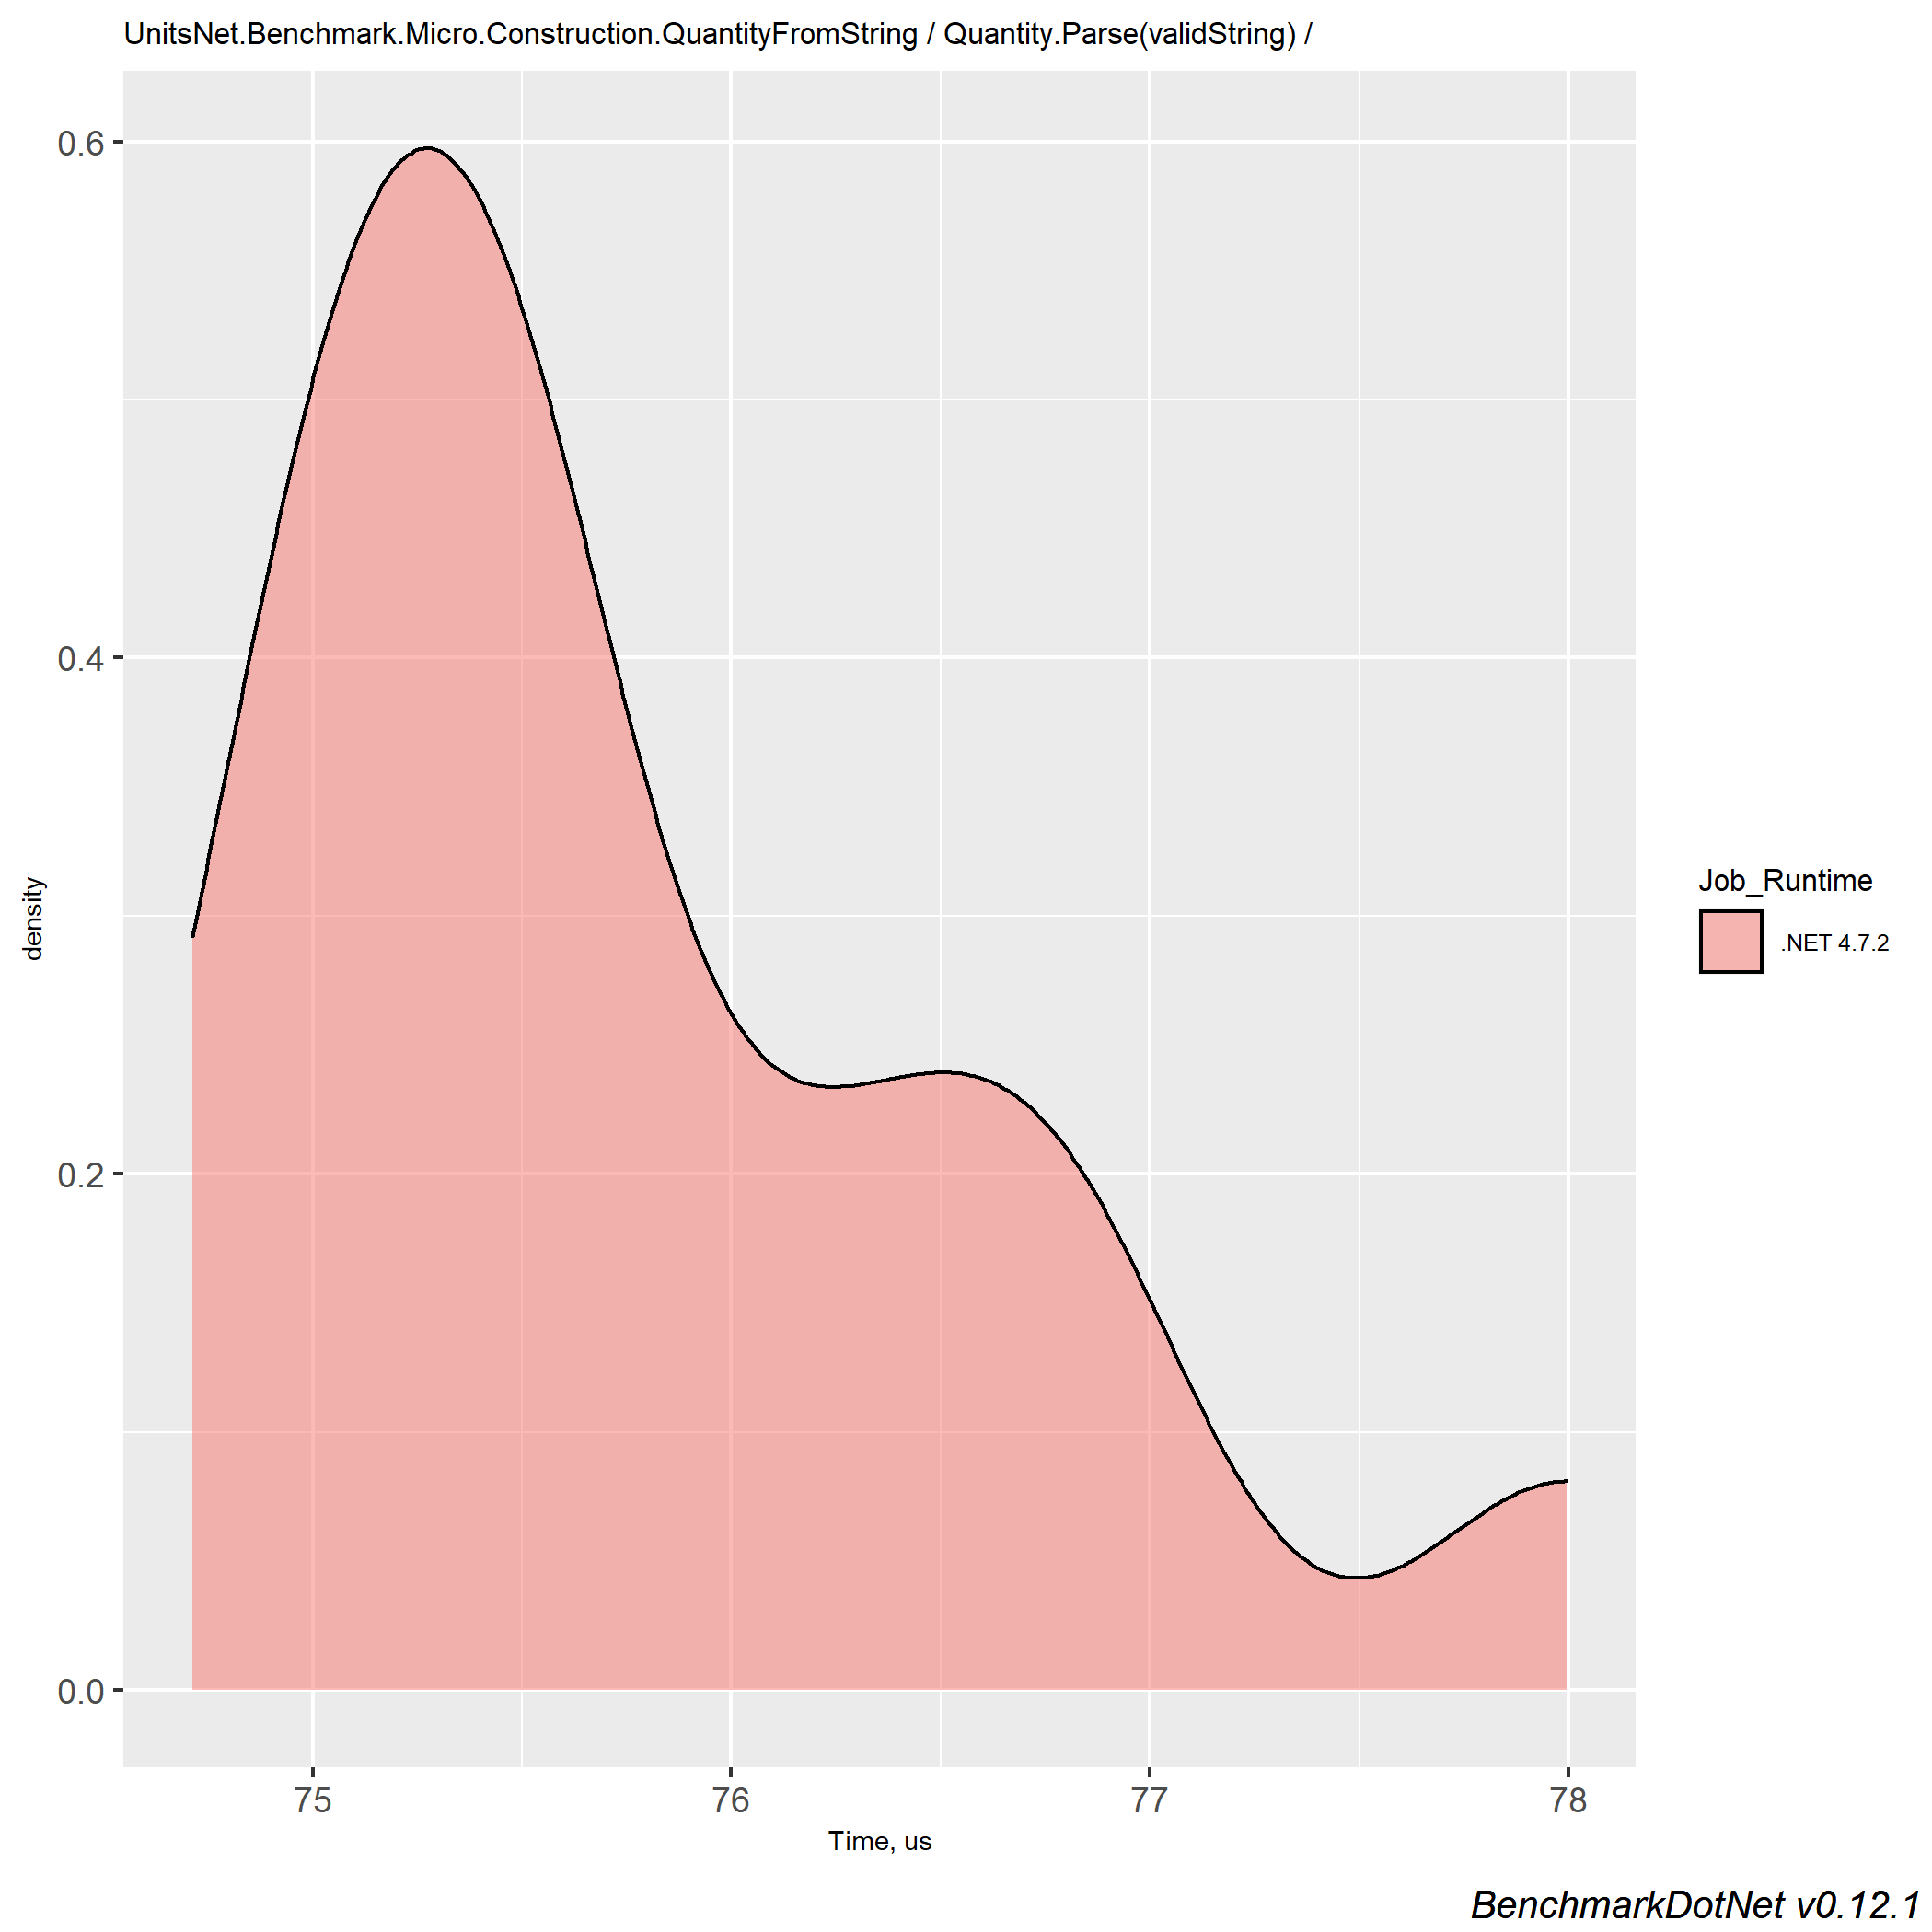 UnitsNet.Benchmark.Micro.Construction.QuantityFromString / Quantity.Parse(validString) /
0.6
0.4
0.2
0.0
density
75 76 77 78
Time, us
Job_Runtime
.NET 4.7.2
BenchmarkDotNet v0.12.1